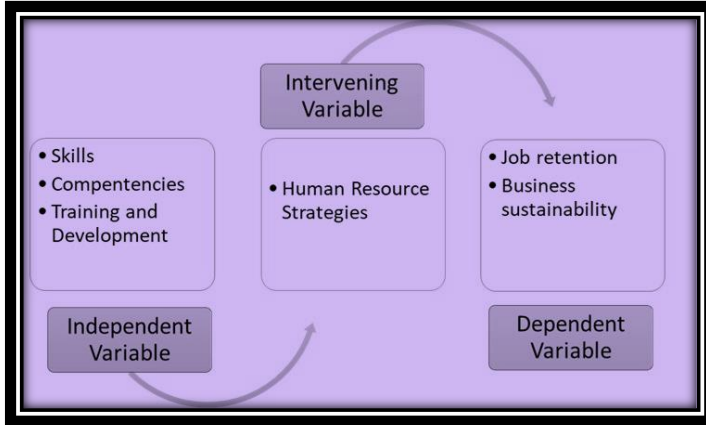 Intervening
Variable
• Skills
• Compentencies
• Training and
Development
• Human Resource
Strategies
• Job retention
• Business
sustainability
Independent
Variable
Dependent
Variable